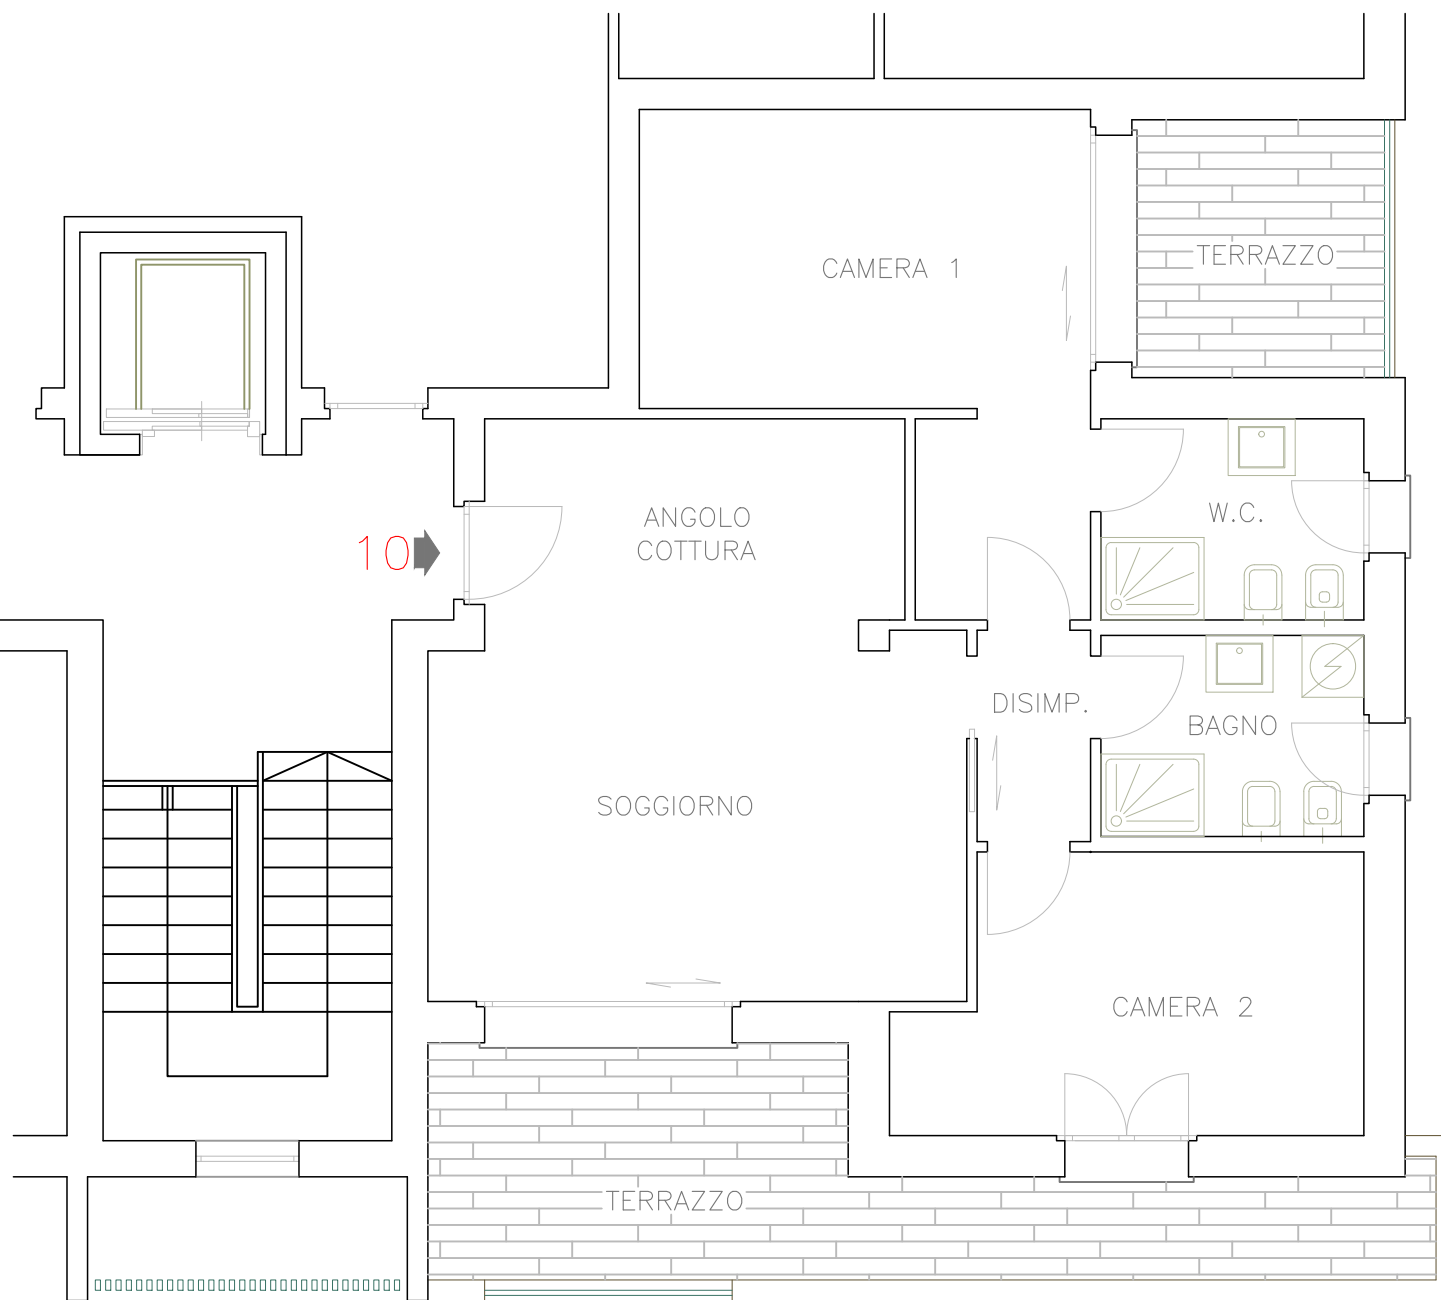 CAMERA 1
TERRAZZO
ANGOLO
COTTURA
W.C.
10
DISIMP.
BAGNO
SOGGIORNO
CAMERA 2
TERRAZZO